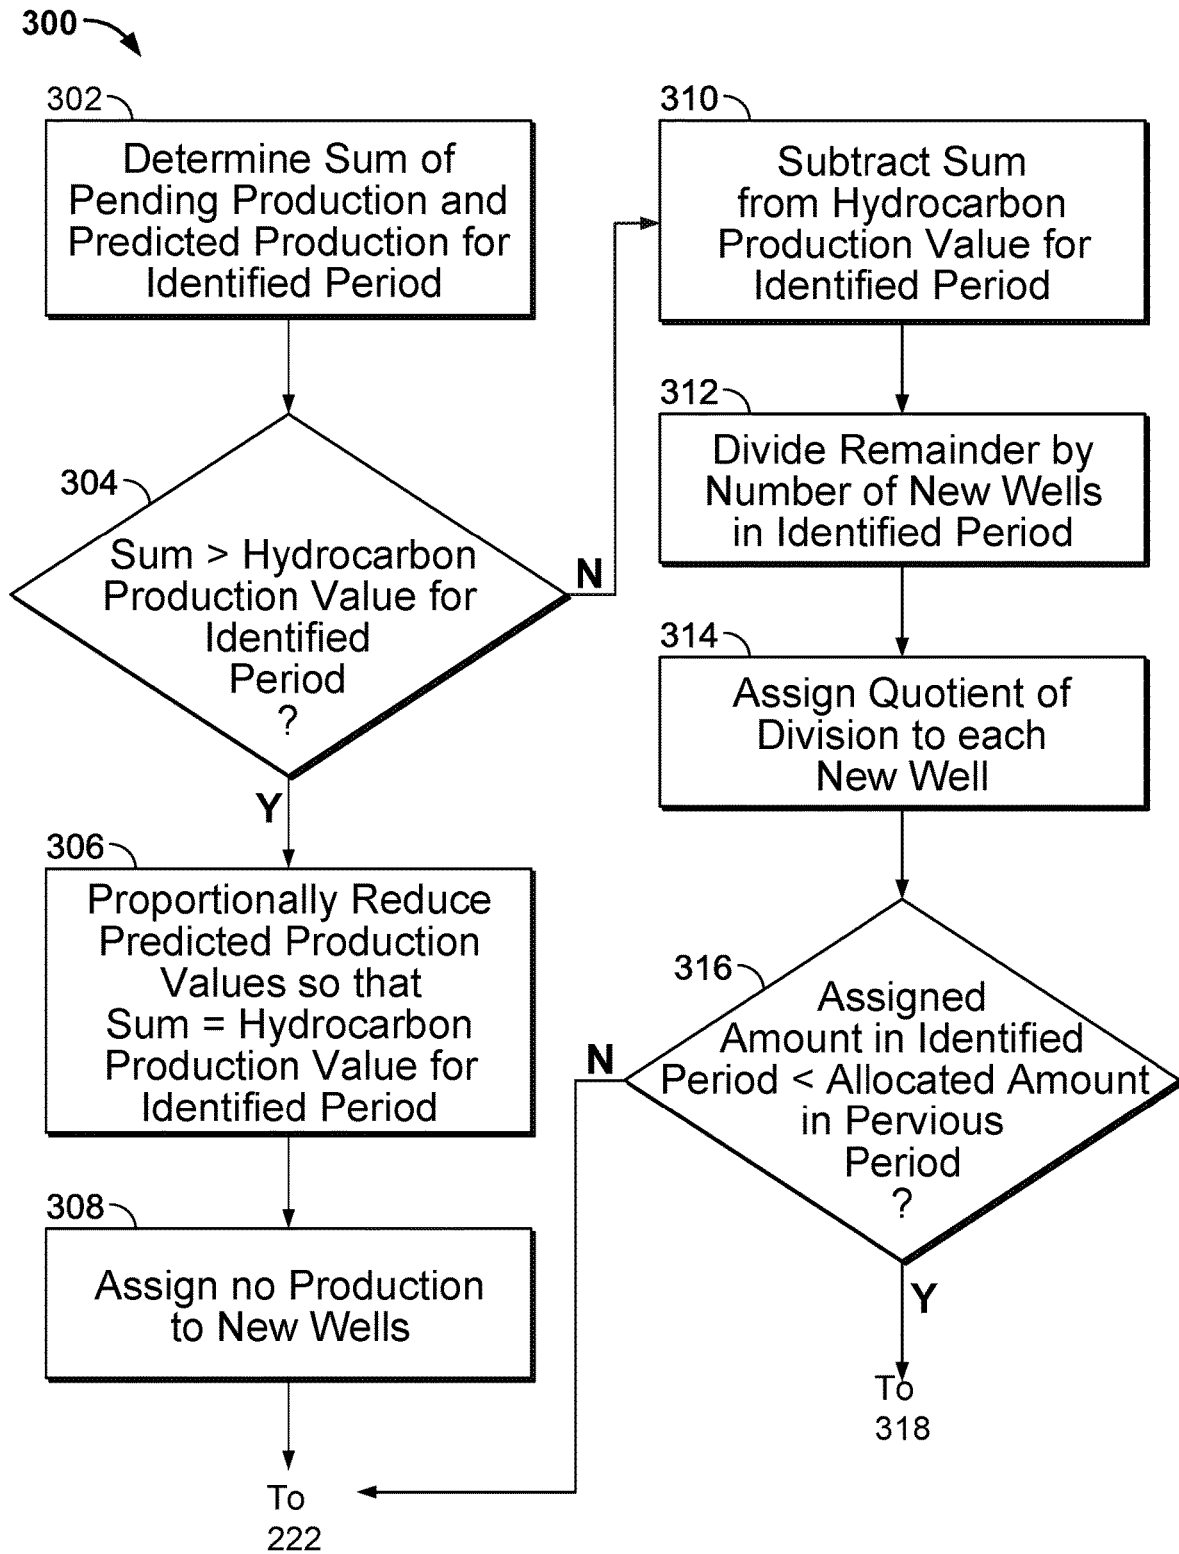 300
302
Determine Sum of
Pending Production and
Predicted Production for
Identified Period
304
Sum > Hydrocarbon
Production Value for
Identified
Period
?
N
Y
306
Proportionally Reduce
Predicted Production
Values so that
Sum = Hydrocarbon
Production Value for
Identified Period
308
Assign no Production
to New Wells
To
222
310
Subtract Sum
from Hydrocarbon
Production Value for
Identified Period
312
Divide Remainder by
Number of New Wells
in Identified Period
314
Assign Quotient of
Division to each
New Well
316
Assigned
Amount in Identified
Period < Allocated Amount
in Pervious
Period
?
N
Y
To
318